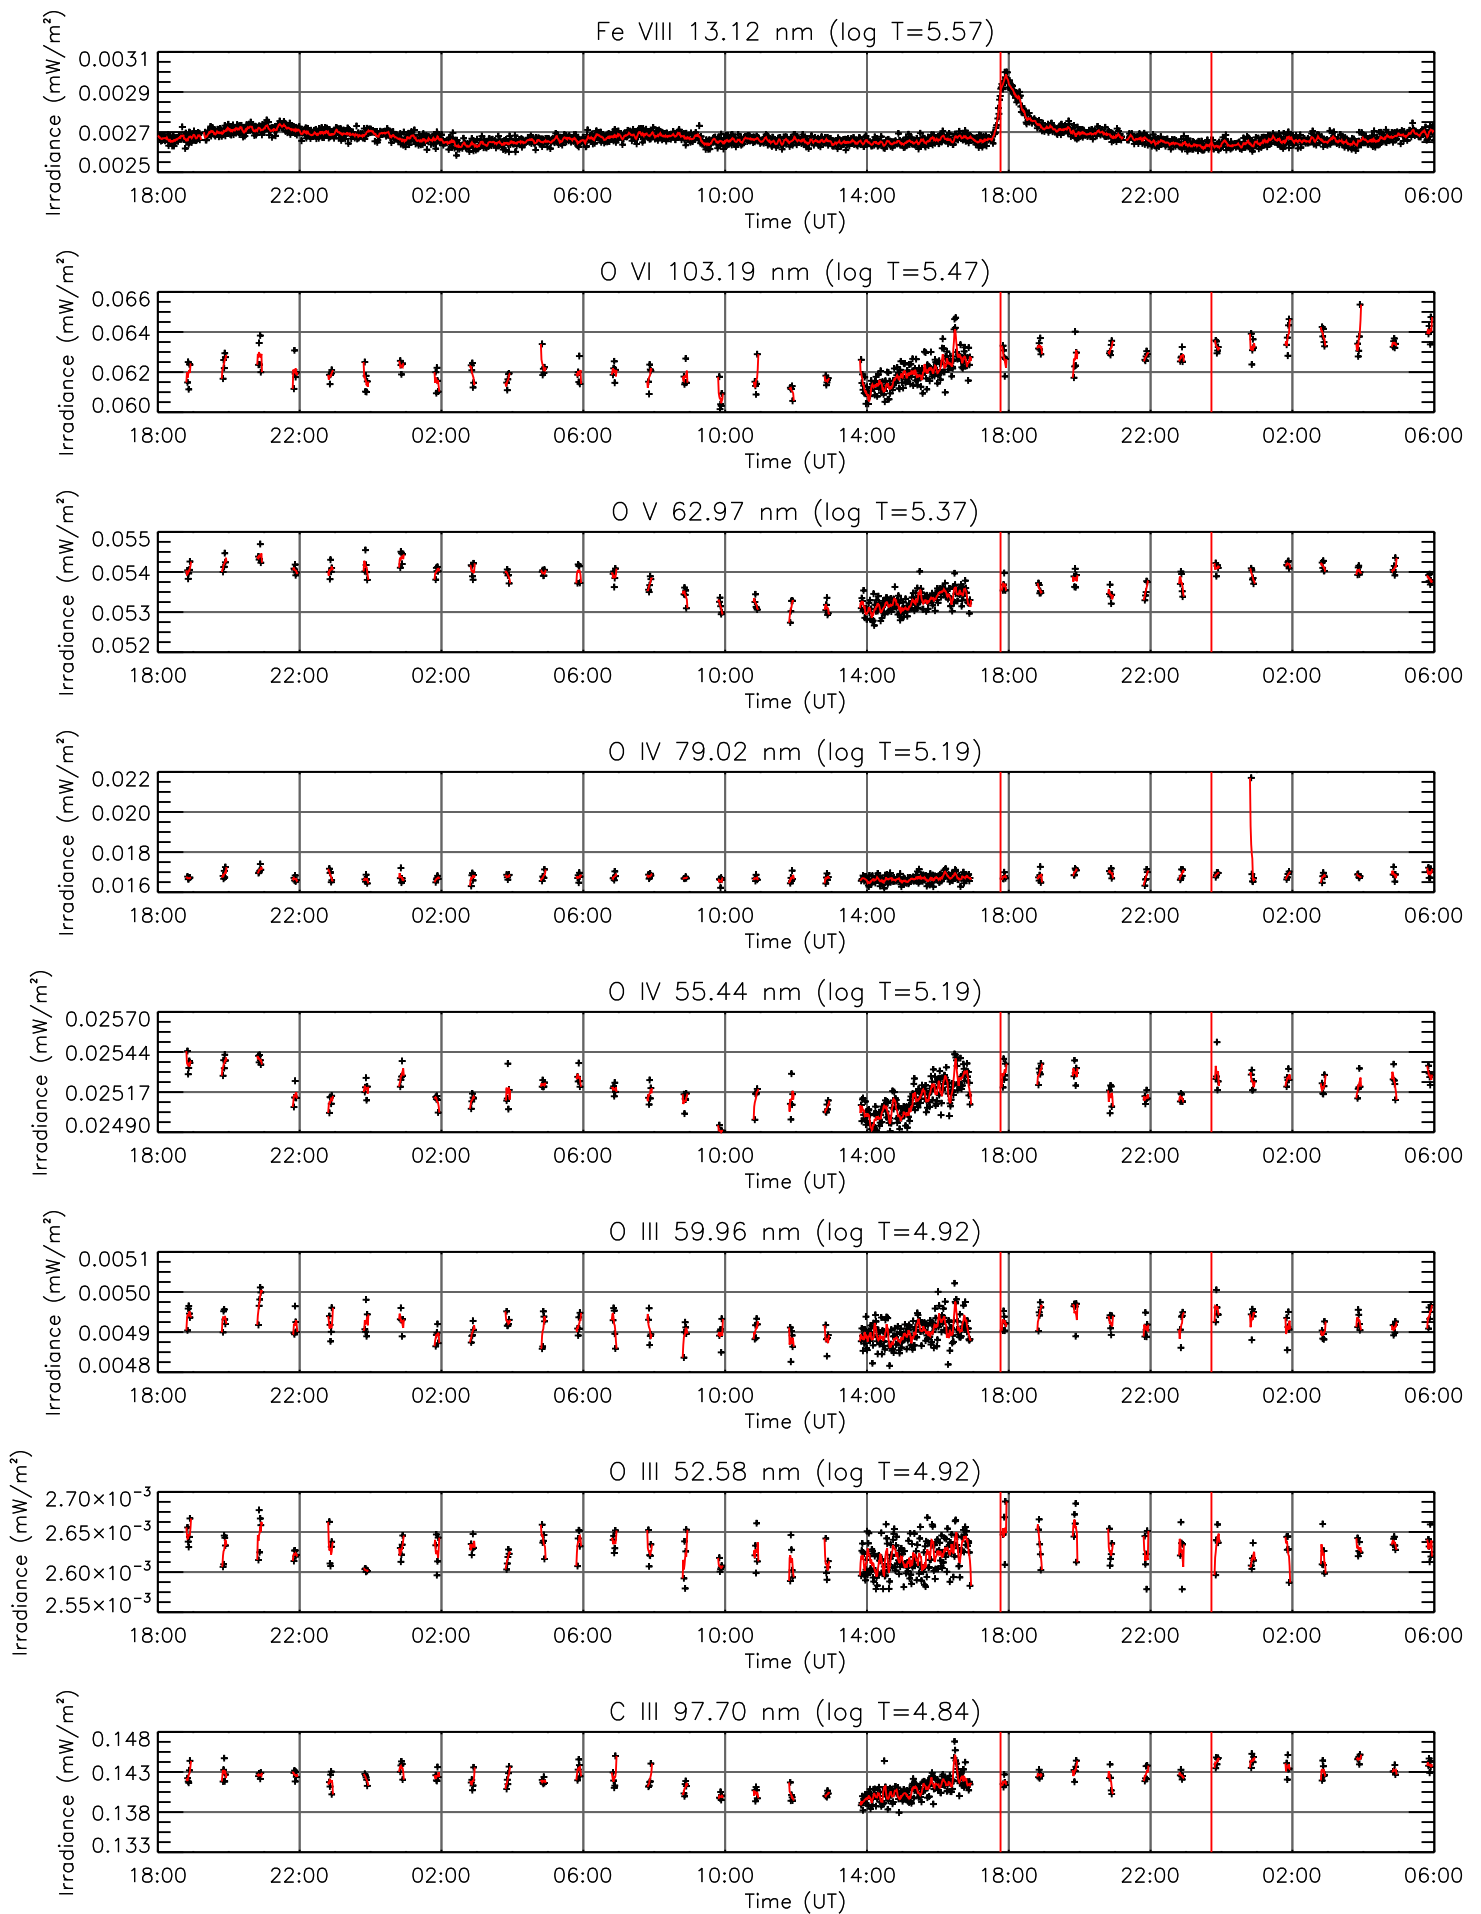 Fe VIII 13.12 nm (log T=5.57)
Irradiance (mW/m²)
0.0031
0.0029
0.0027
0.0025
18:00 22:00 02:00 06:00 10:00 14:00 18:00 22:00 02:00 06:00
Time (UT)
O VI 103.19 nm (log T=5.47)
Irradiance (mW/m²)
0.066
0.064
0.062
0.060
18:00 22:00 02:00 06:00 10:00 14:00 18:00 22:00 02:00 06:00
Time (UT)
O V 62.97 nm (log T=5.37)
Irradiance (mW/m²)
0.055
0.054
0.053
0.052
18:00 22:00 02:00 06:00 10:00 14:00 18:00 22:00 02:00 06:00
Time (UT)
O IV 79.02 nm (log T=5.19)
Irradiance (mW/m²)
0.022
0.020
0.018
0.016
18:00 22:00 02:00 06:00 10:00 14:00 18:00 22:00 02:00 06:00
Time (UT)
O IV 55.44 nm (log T=5.19)
Irradiance (mW/m²)
0.02570
0.02544
0.02517
0.02490
18:00 22:00 02:00 06:00 10:00 14:00 18:00 22:00 02:00 06:00
Time (UT)
O III 59.96 nm (log T=4.92)
Irradiance (mW/m²)
0.0051
0.0050
0.0049
0.0048
18:00 22:00 02:00 06:00 10:00 14:00 18:00 22:00 02:00 06:00
Time (UT)
O III 52.58 nm (log T=4.92)
Irradiance (mW/m²)
2.70×10⁻³
2.65×10⁻³
2.60×10⁻³
2.55×10⁻³
18:00 22:00 02:00 06:00 10:00 14:00 18:00 22:00 02:00 06:00
Time (UT)
C III 97.70 nm (log T=4.84)
Irradiance (mW/m²)
0.148
0.143
0.138
0.133
18:00 22:00 02:00 06:00 10:00 14:00 18:00 22:00 02:00 06:00
Time (UT)